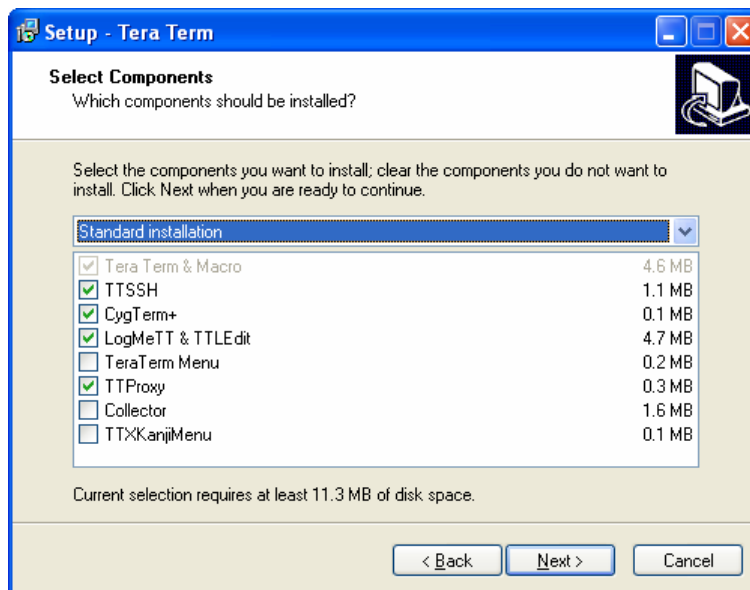 Setup - Tera Term
Select Components
Which components should be installed?
Select the components you want to install; clear the components you do not want to
install. Click Next when you are ready to continue.
Standard installation
Tera Term & Macro 4.6 MB
TTSSH 1.1 MB
CygTerm+ 0.1 MB
LogMeTT & TTLEdit 4.7 MB
TeraTerm Menu 0.2 MB
TTProxy 0.3 MB
Collector 1.6 MB
TTXKanjiMenu 0.1 MB
Current selection requires at least 11.3 MB of disk space.
< Back Next > Cancel